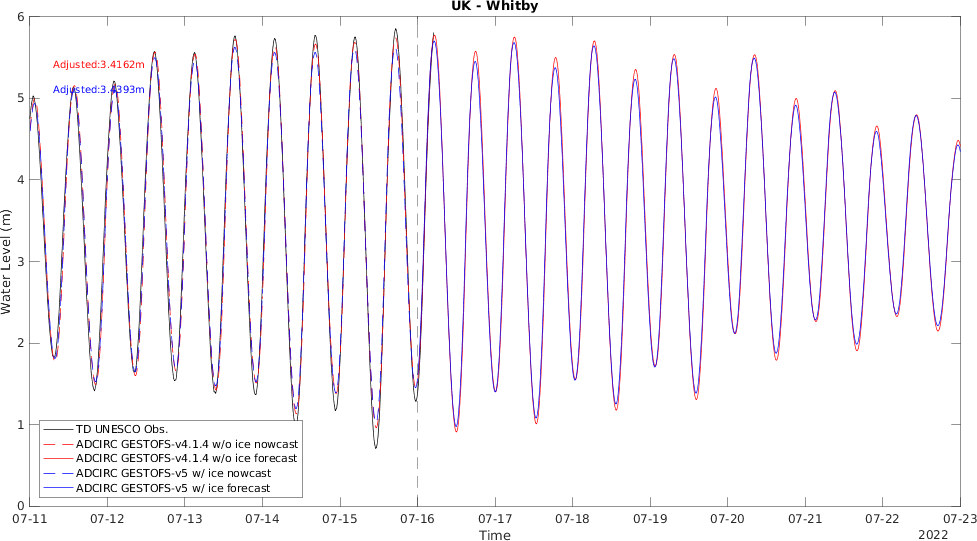 UK - Whitby
6
5
4
3
2
1
0
Water Level (m)
Adjusted:3.4162m
Adjusted:3.4393m
TD UNESCO Obs.
ADCIRC GESTOFS-v4.1.4 w/o ice nowcast
ADCIRC GESTOFS-v4.1.4 w/o ice forecast
ADCIRC GESTOFS-v5 w/ ice nowcast
ADCIRC GESTOFS-v5 w/ ice forecast
07-11 07-12 07-13 07-14 07-15 07-16 07-17 07-18 07-19 07-20 07-21 07-22 07-23
Time
2022